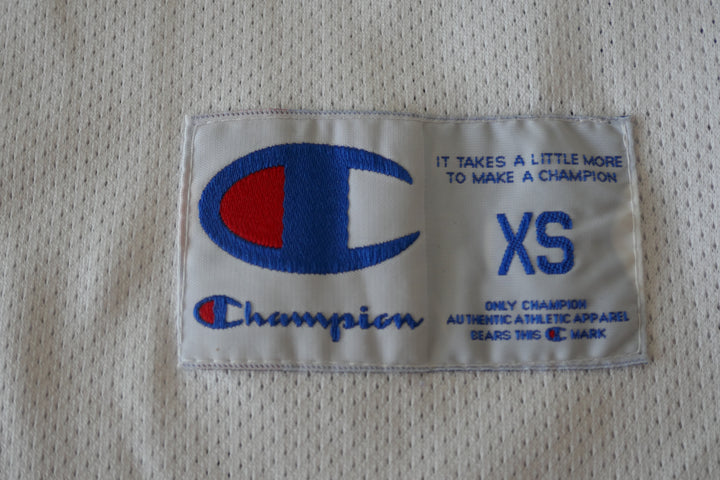 Champion
IT TAKES A LITTLE MORE
TO MAKE A CHAMPION
XS
ONLY CHAMPION
AUTHENTIC ATHLETIC APPAREL
BEARS THIS C MARK